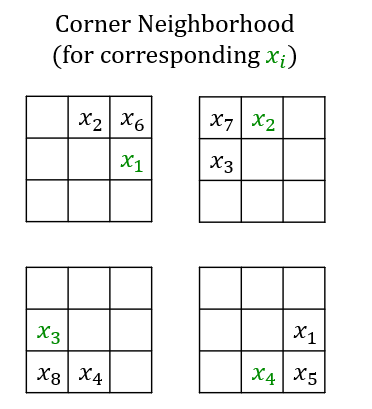 Corner Neighborhood
(for corresponding xᵢ)
x₂ x₆
x₁
x₇ x₂
x₃
x₃
x₈ x₄
x₁
x₄ x₅